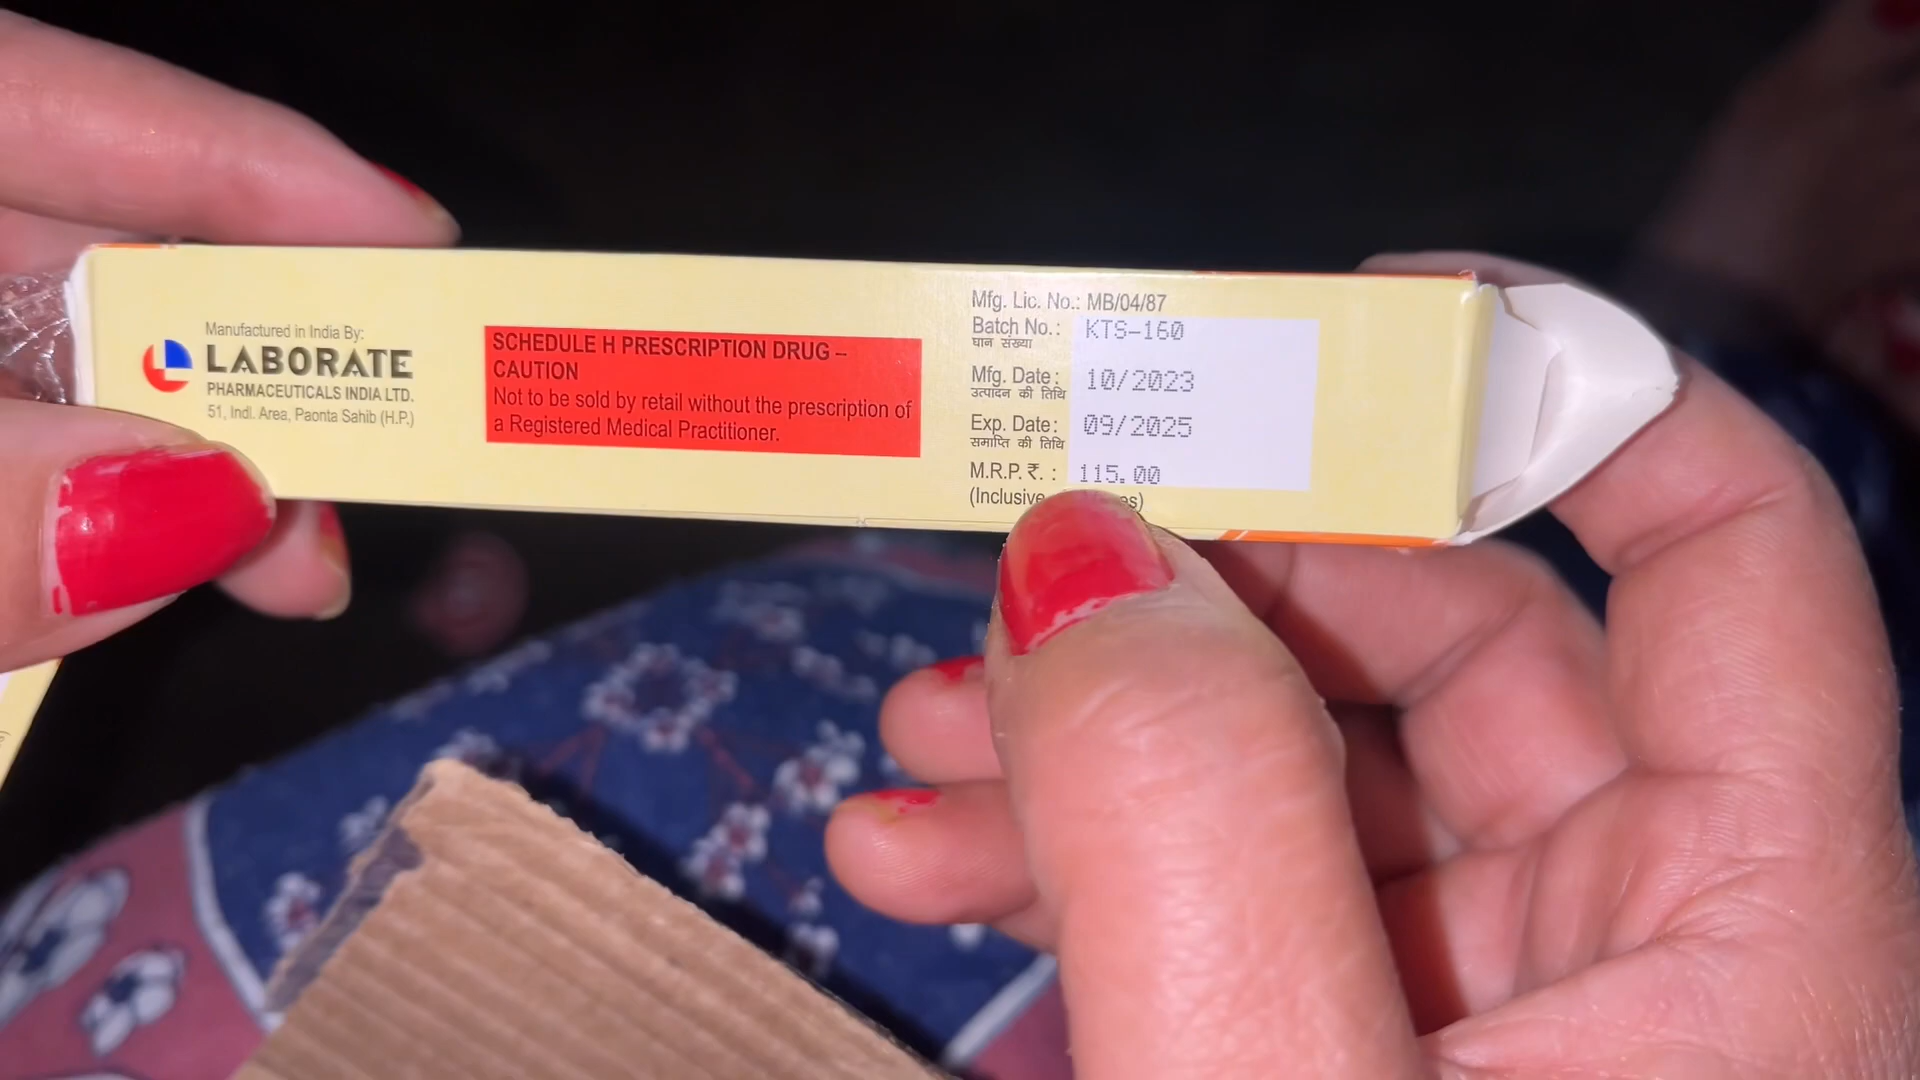 Manufactured in India By:
LABORATE
PHARMACEUTICALS INDIA LTD.
51, Indl. Area, Paonta Sahib (H.P.)
SCHEDULE H PRESCRIPTION DRUG –
CAUTION
Not to be sold by retail without the prescription of
a Registered Medical Practitioner.
Mfg. Lic. No.: MB/04/87
Batch No.: KTS-160
घान संख्या
Mfg. Date: 10/2023
उत्पादन की तिथि
Exp. Date: 09/2025
समाप्ति की तिथि
M.R.P. ₹. : 115.00
(Inclusive